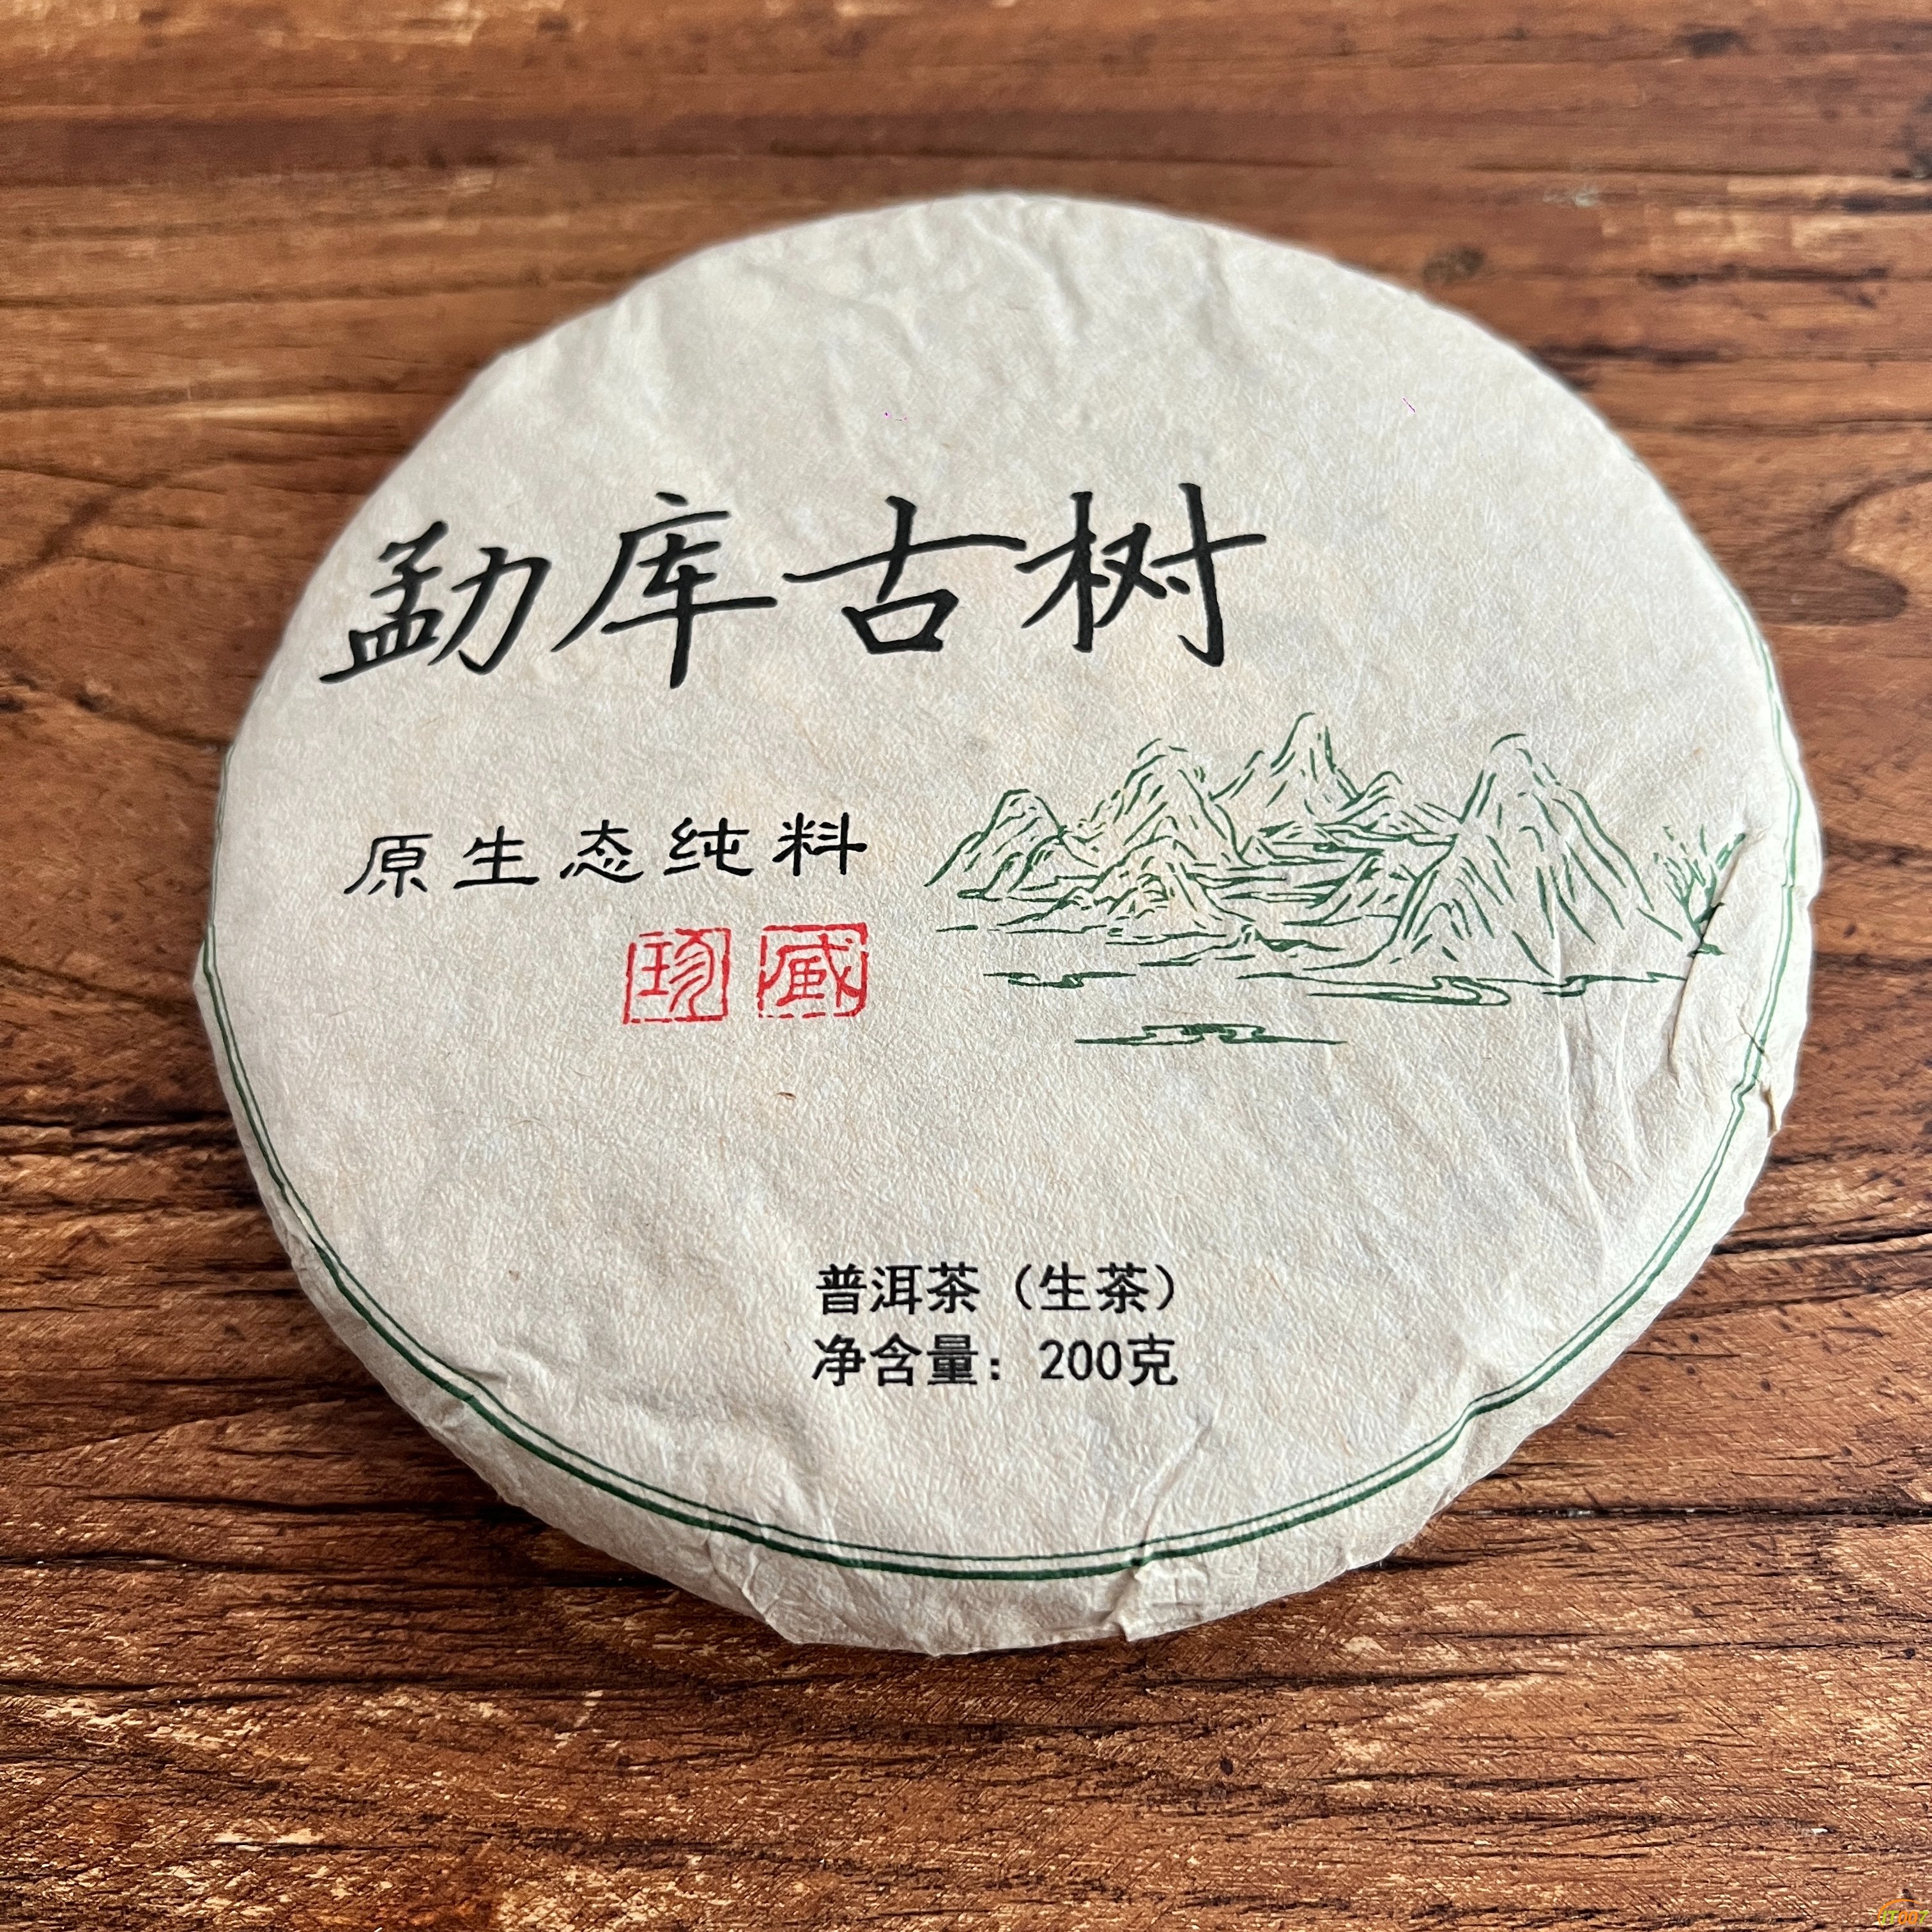 勐库古树
原生态纯料
珍藏
普洱茶（生茶）
净含量：200克